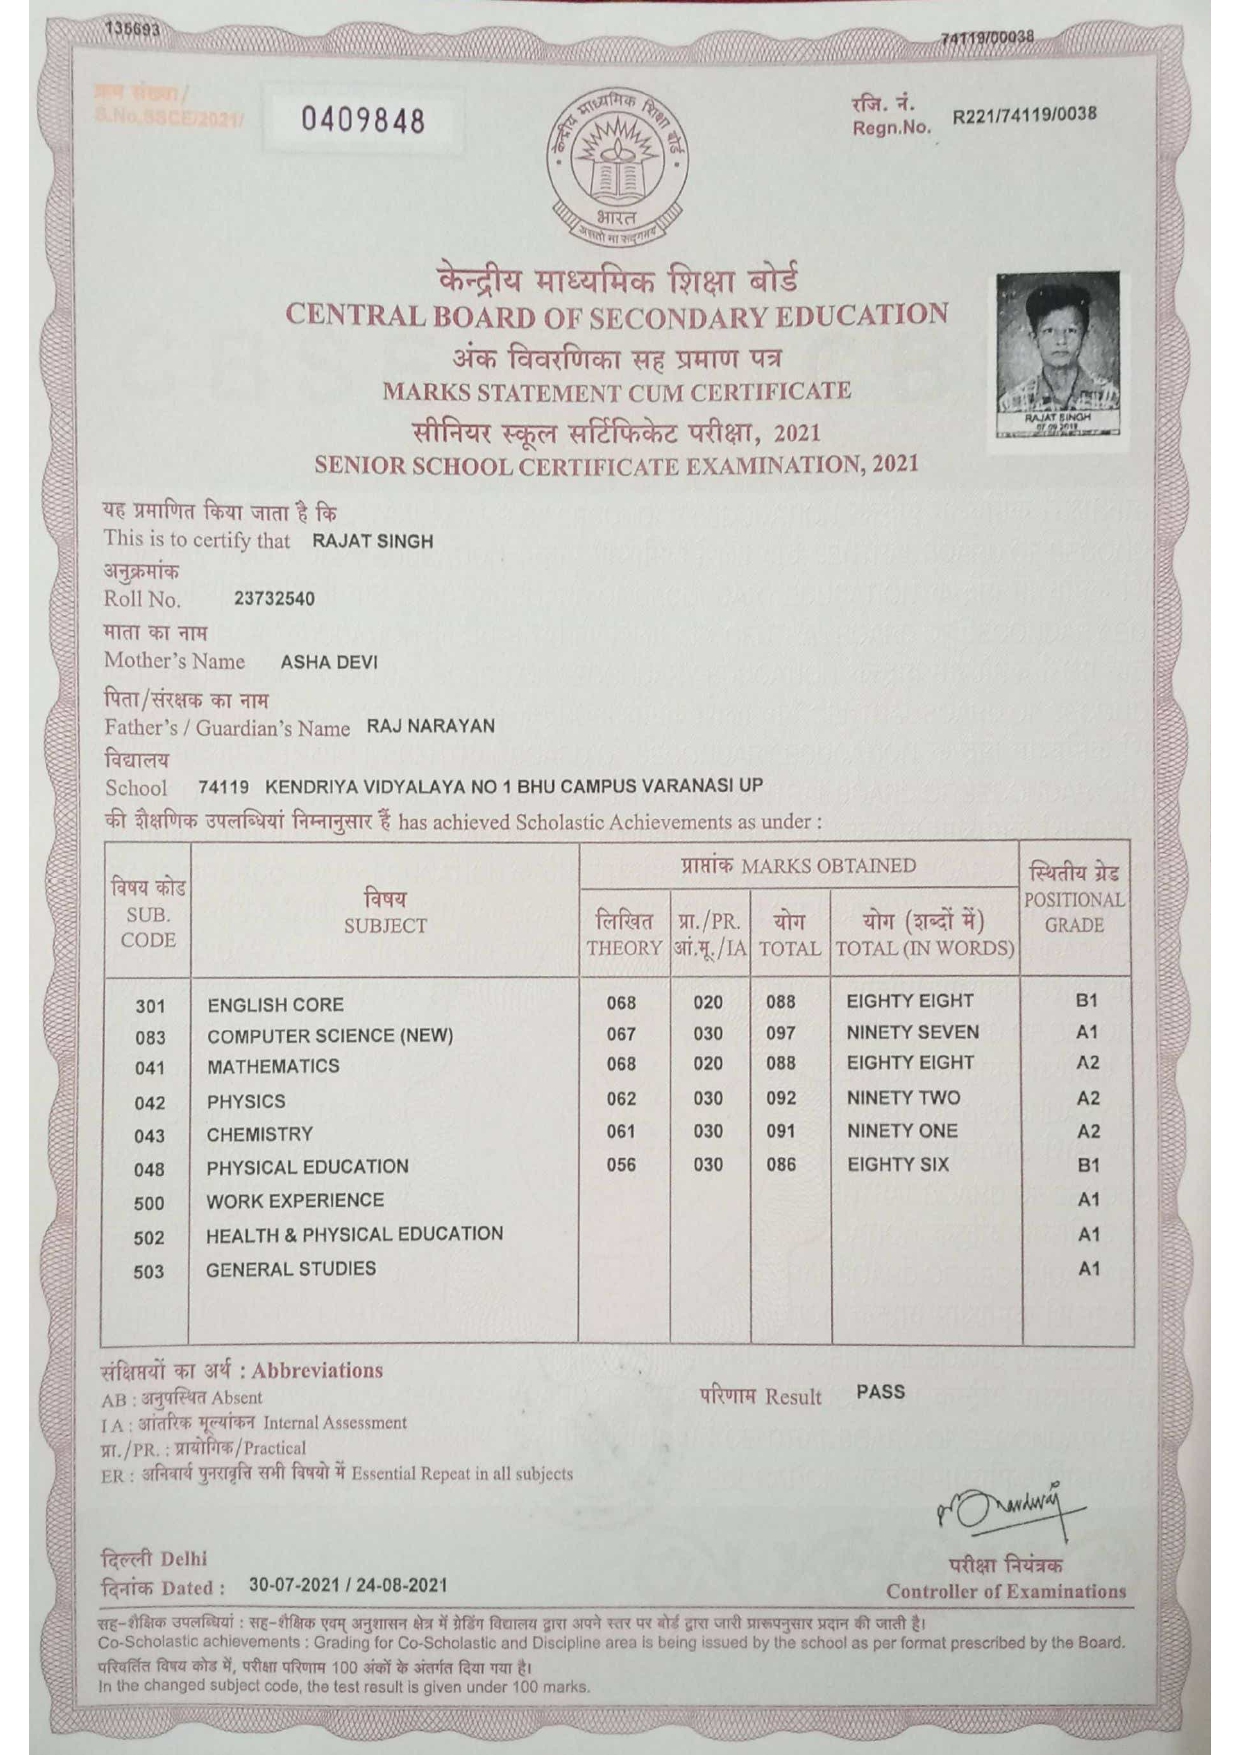 135693
74119/00038
क्रम संख्या/
S.No.SSCE/2021/
0409848
रजि. नं.
Regn.No. R221/74119/0038
केन्द्रीय माध्यमिक शिक्षा बोर्ड
भारत
केन्द्रीय माध्यमिक शिक्षा बोर्ड
CENTRAL BOARD OF SECONDARY EDUCATION
अंक विवरणिका सह प्रमाण पत्र
MARKS STATEMENT CUM CERTIFICATE
सीनियर स्कूल सर्टिफिकेट परीक्षा, 2021
SENIOR SCHOOL CERTIFICATE EXAMINATION, 2021
RAJAT SINGH
07.09.2019
यह प्रमाणित किया जाता है कि
This is to certify that RAJAT SINGH
अनुक्रमांक
Roll No. 23732540
माता का नाम
Mother's Name ASHA DEVI
पिता/संरक्षक का नाम
Father's / Guardian's Name RAJ NARAYAN
विद्यालय
School 74119 KENDRIYA VIDYALAYA NO 1 BHU CAMPUS VARANASI UP
की शैक्षणिक उपलब्धियां निम्नानुसार हैं has achieved Scholastic Achievements as under :
विषय कोड
SUB.
CODE
विषय
SUBJECT
प्राप्तांक MARKS OBTAINED
लिखित
THEORY
प्रा./PR.
आं.मू./IA
योग
TOTAL
योग (शब्दों में)
TOTAL (IN WORDS)
स्थितीय ग्रेड
POSITIONAL
GRADE
301 ENGLISH CORE 068 020 088 EIGHTY EIGHT B1
083 COMPUTER SCIENCE (NEW) 067 030 097 NINETY SEVEN A1
041 MATHEMATICS 068 020 088 EIGHTY EIGHT A2
042 PHYSICS 062 030 092 NINETY TWO A2
043 CHEMISTRY 061 030 091 NINETY ONE A2
048 PHYSICAL EDUCATION 056 030 086 EIGHTY SIX B1
500 WORK EXPERIENCE A1
502 HEALTH & PHYSICAL EDUCATION A1
503 GENERAL STUDIES A1
संक्षिप्तियों का अर्थ : Abbreviations
AB : अनुपस्थित Absent
I A : आंतरिक मूल्यांकन Internal Assessment
प्रा./PR. : प्रायोगिक/Practical
ER : अनिवार्य पुनरावृत्ति सभी विषयो में Essential Repeat in all subjects
परिणाम Result PASS
दिल्ली Delhi
दिनांक Dated : 30-07-2021 / 24-08-2021
परीक्षा नियंत्रक
Controller of Examinations
सह-शैक्षिक उपलब्धियां : सह-शैक्षिक एवम् अनुशासन क्षेत्र में ग्रेडिंग विद्यालय द्वारा अपने स्तर पर बोर्ड द्वारा जारी प्रारूपनुसार प्रदान की जाती है।
Co-Scholastic achievements : Grading for Co-Scholastic and Discipline area is being issued by the school as per format prescribed by the Board.
परिवर्तित विषय कोड में, परीक्षा परिणाम 100 अंकों के अंतर्गत दिया गया है।
In the changed subject code, the test result is given under 100 marks.